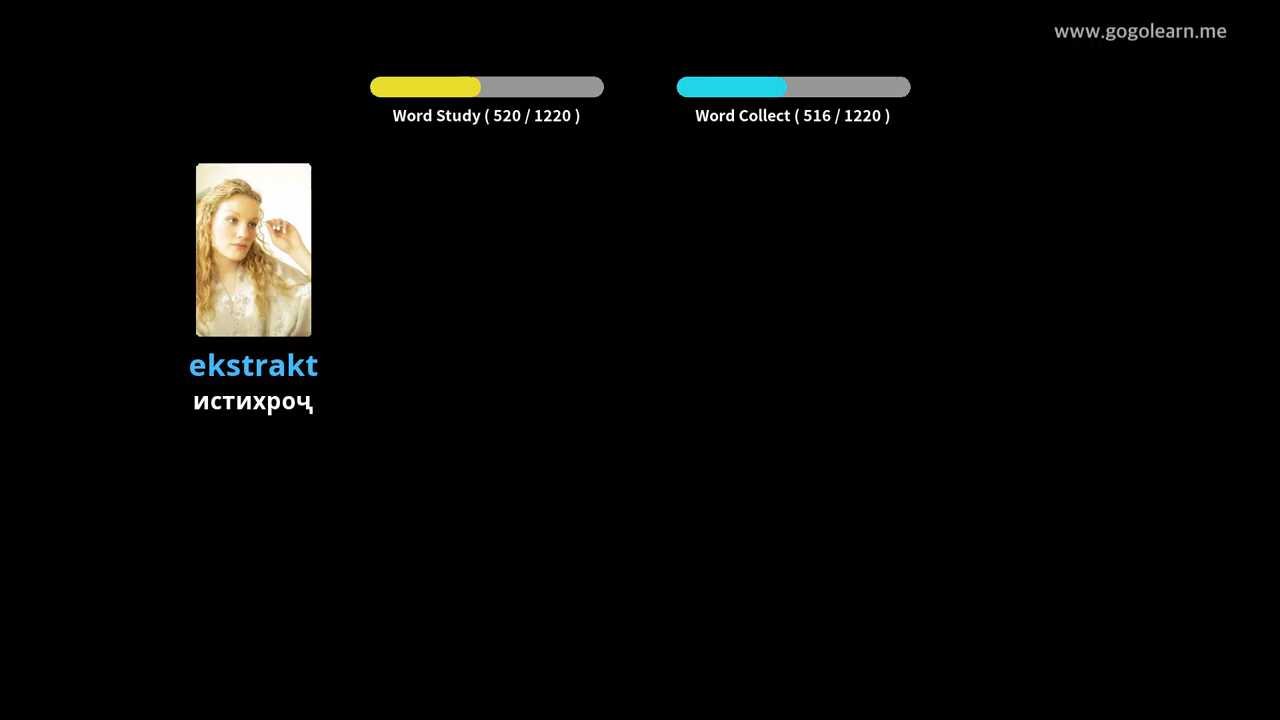 www.gogolearn.me
Word Study ( 520 / 1220 )
Word Collect ( 516 / 1220 )
ekstrakt
истихроҷ